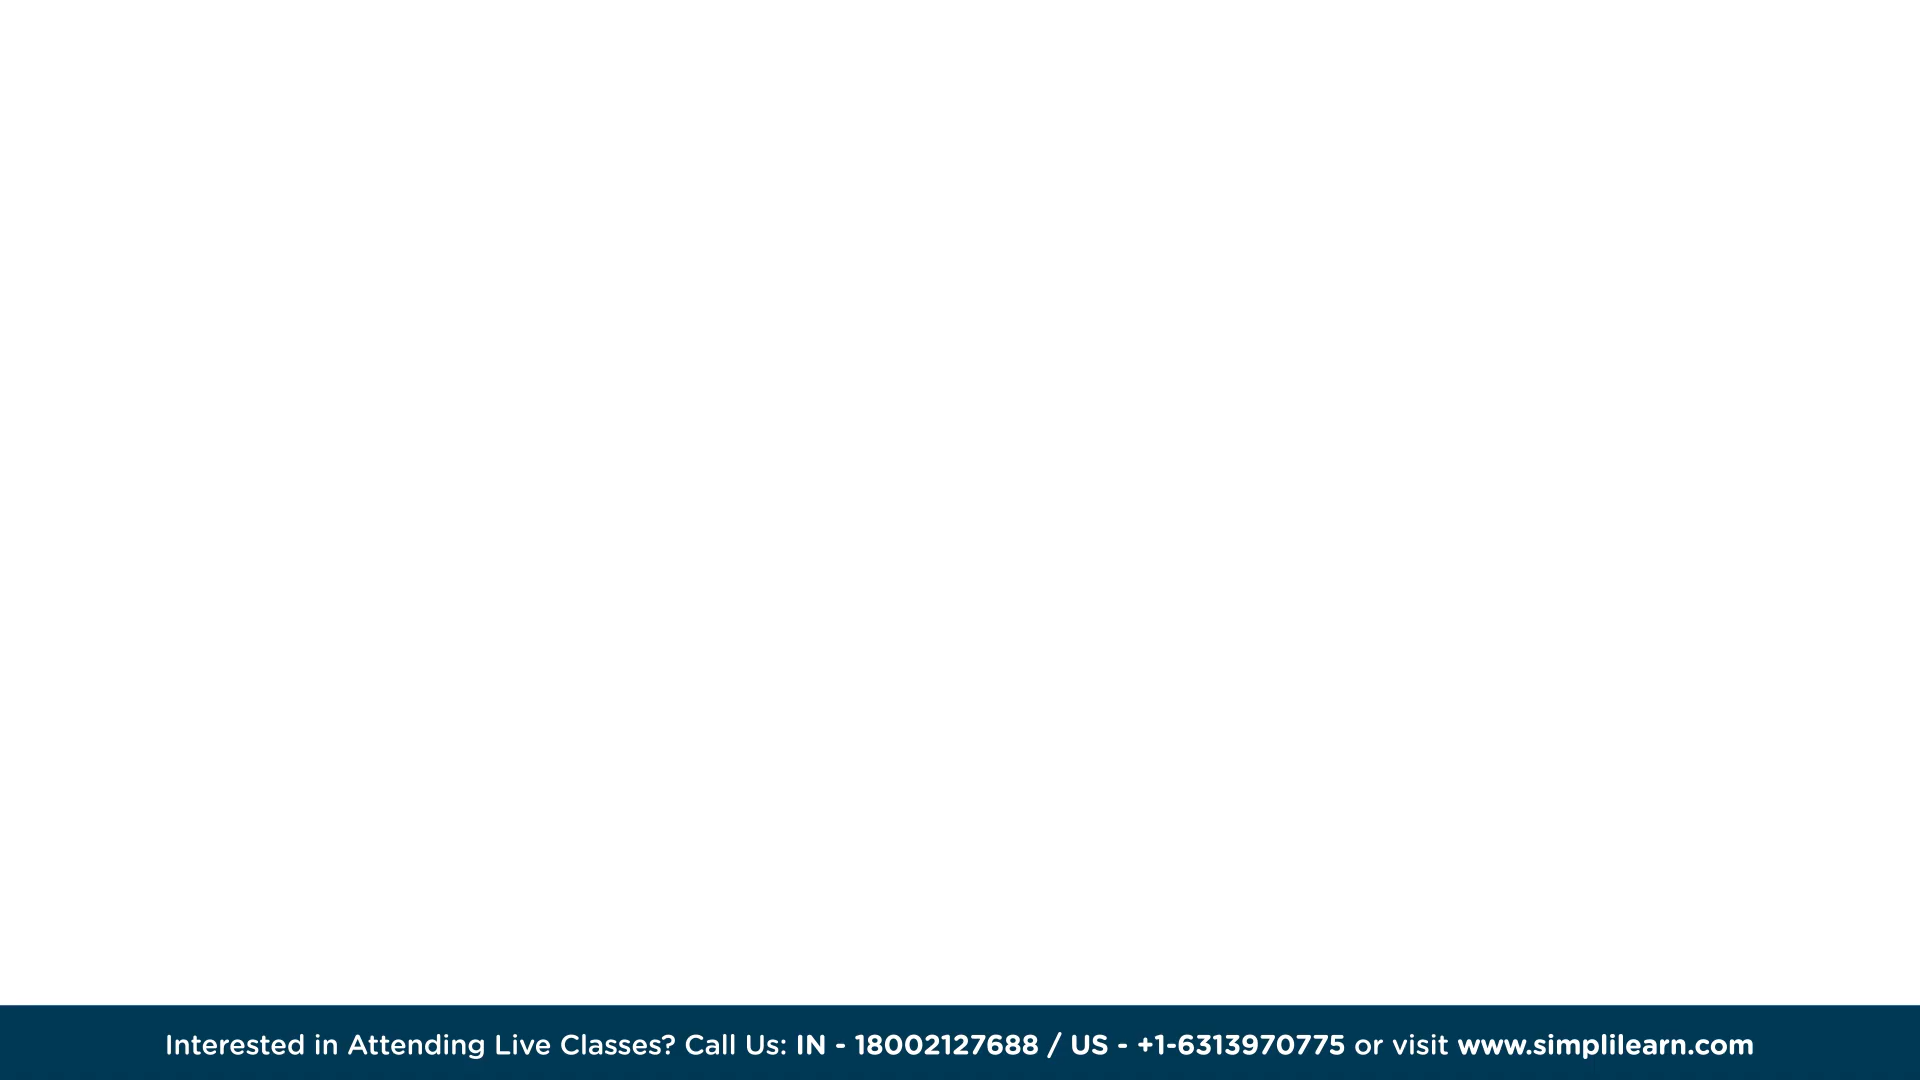 Interested in Attending Live Classes? Call Us: IN - 18002127688 / US - +1-6313970775 or visit www.simplilearn.com